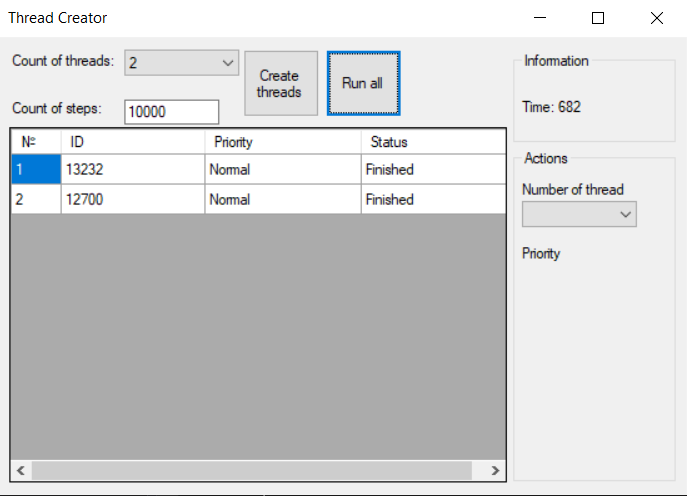 Thread Creator
Count of threads: 2
Create
threads
Run all
Count of steps: 10000
Information
Time: 682
№ ID Priority Status
1 13232 Normal Finished
2 12700 Normal Finished
Actions
Number of thread
Priority